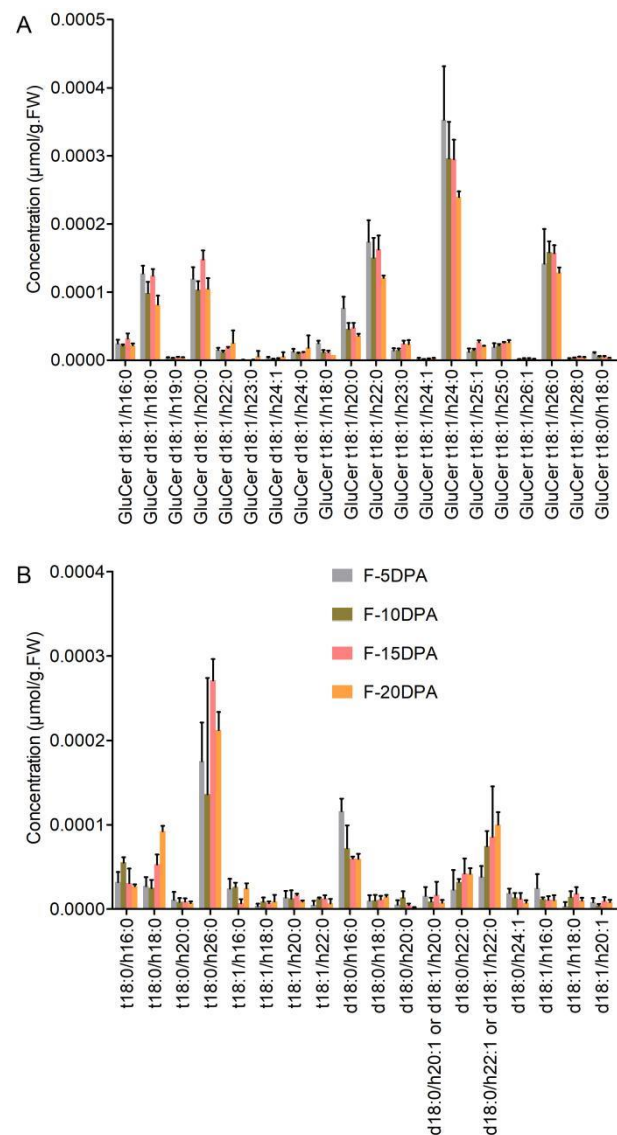 A
Concentration (µmol/g.FW)
0.0005
0.0004
0.0003
0.0002
0.0001
0.0000
GluCer d18:1/h16:0
GluCer d18:1/h18:0
GluCer d18:1/h19:0
GluCer d18:1/h20:0
GluCer d18:1/h22:0
GluCer d18:1/h23:0
GluCer d18:1/h24:1
GluCer d18:1/h24:0
GluCer t18:1/h18:0
GluCer t18:1/h20:0
GluCer t18:1/h22:0
GluCer t18:1/h23:0
GluCer t18:1/h24:1
GluCer t18:1/h24:0
GluCer t18:1/h25:1
GluCer t18:1/h25:0
GluCer t18:1/h26:1
GluCer t18:1/h26:0
GluCer t18:1/h28:0
GluCer t18:0/h18:0
B
Concentration (µmol/g.FW)
0.0004
0.0003
0.0002
0.0001
0.0000
F-5DPA
F-10DPA
F-15DPA
F-20DPA
t18:0/h16:0
t18:0/h18:0
t18:0/h20:0
t18:0/h26:0
t18:1/h16:0
t18:1/h18:0
t18:1/h20:0
t18:1/h22:0
d18:0/h16:0
d18:0/h18:0
d18:0/h20:0
d18:0/h20:1 or d18:1/h20:0
d18:0/h22:0
d18:0/h22:1 or d18:1/h22:0
d18:0/h24:1
d18:1/h16:0
d18:1/h18:0
d18:1/h20:1